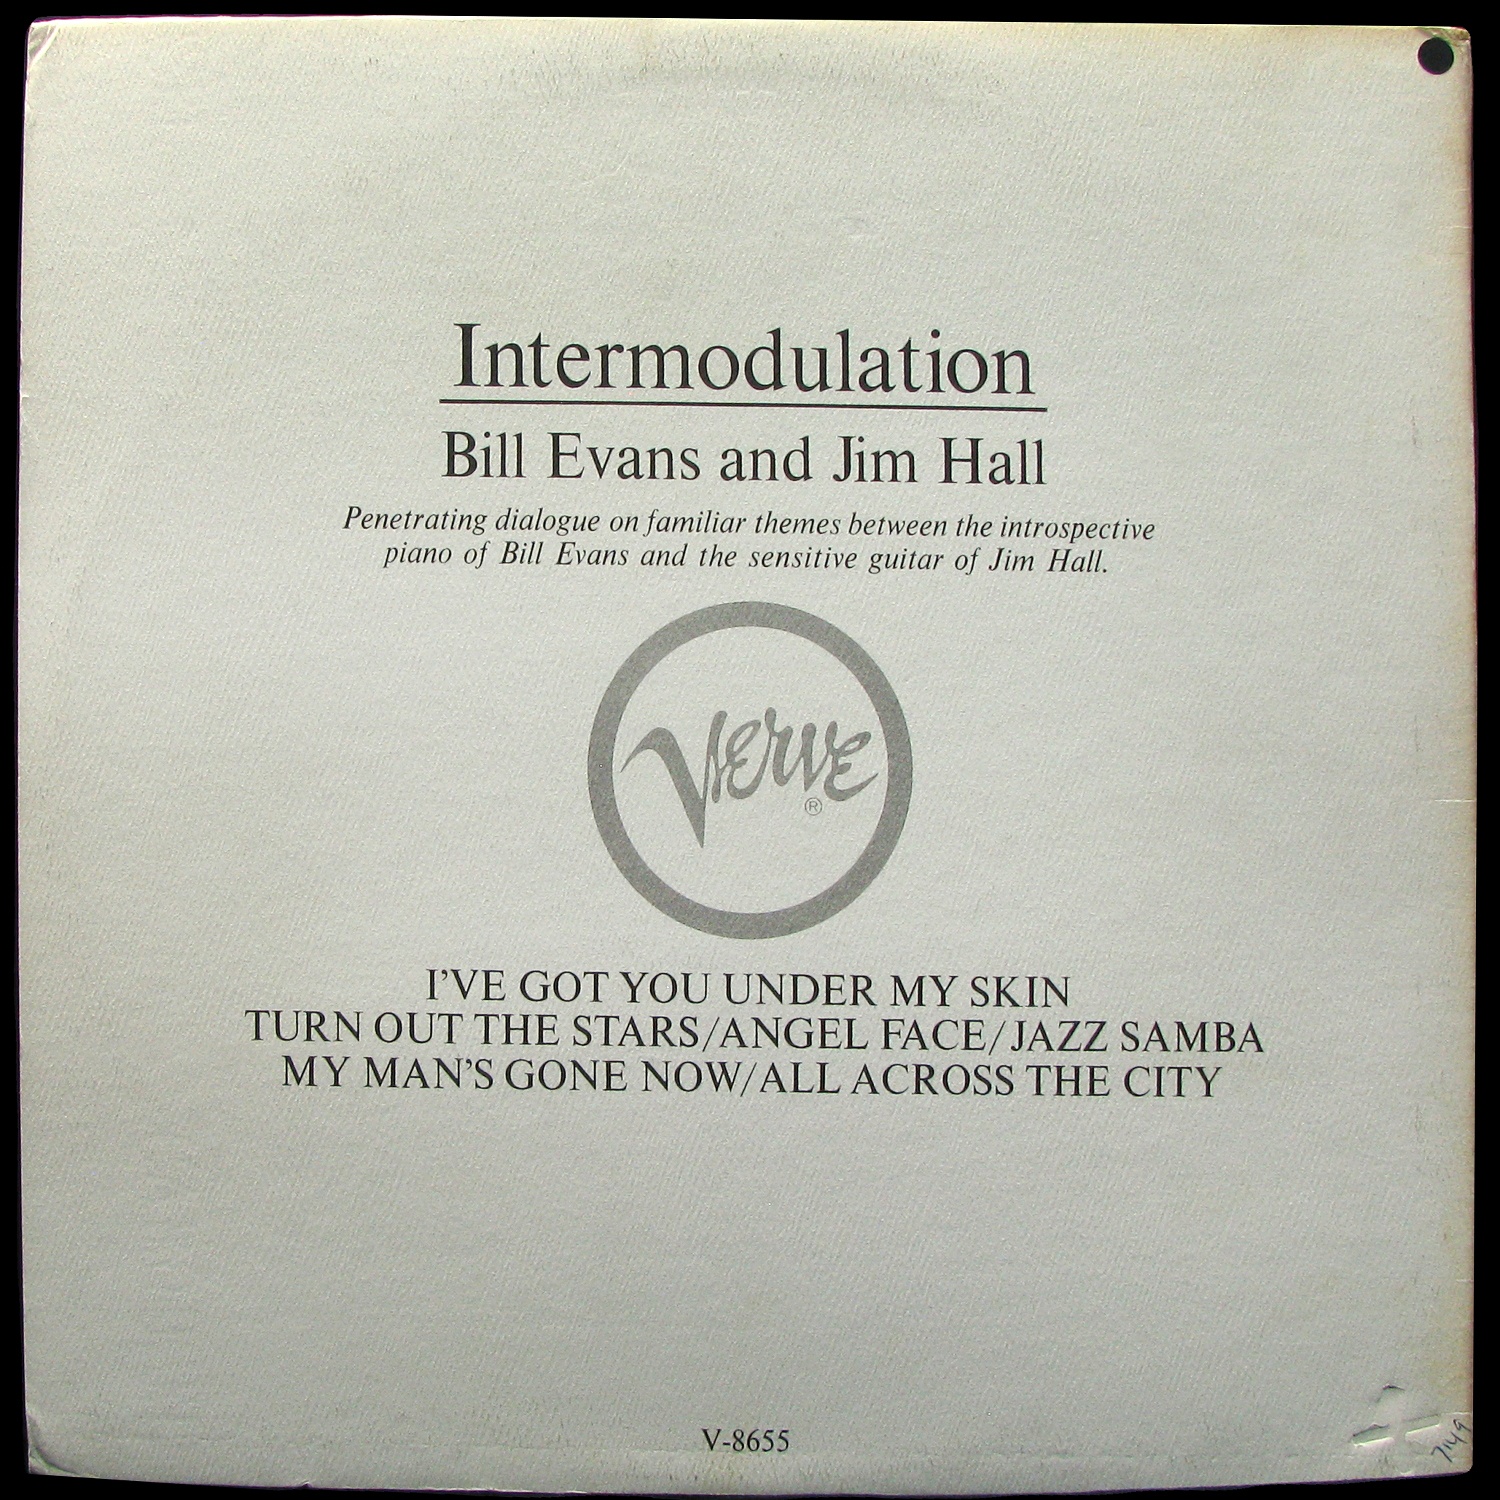 Intermodulation
Bill Evans and Jim Hall
Penetrating dialogue on familiar themes between the introspective
piano of Bill Evans and the sensitive guitar of Jim Hall.
Verve
®
I'VE GOT YOU UNDER MY SKIN
TURN OUT THE STARS/ANGEL FACE/JAZZ SAMBA
MY MAN'S GONE NOW/ALL ACROSS THE CITY
V-8655